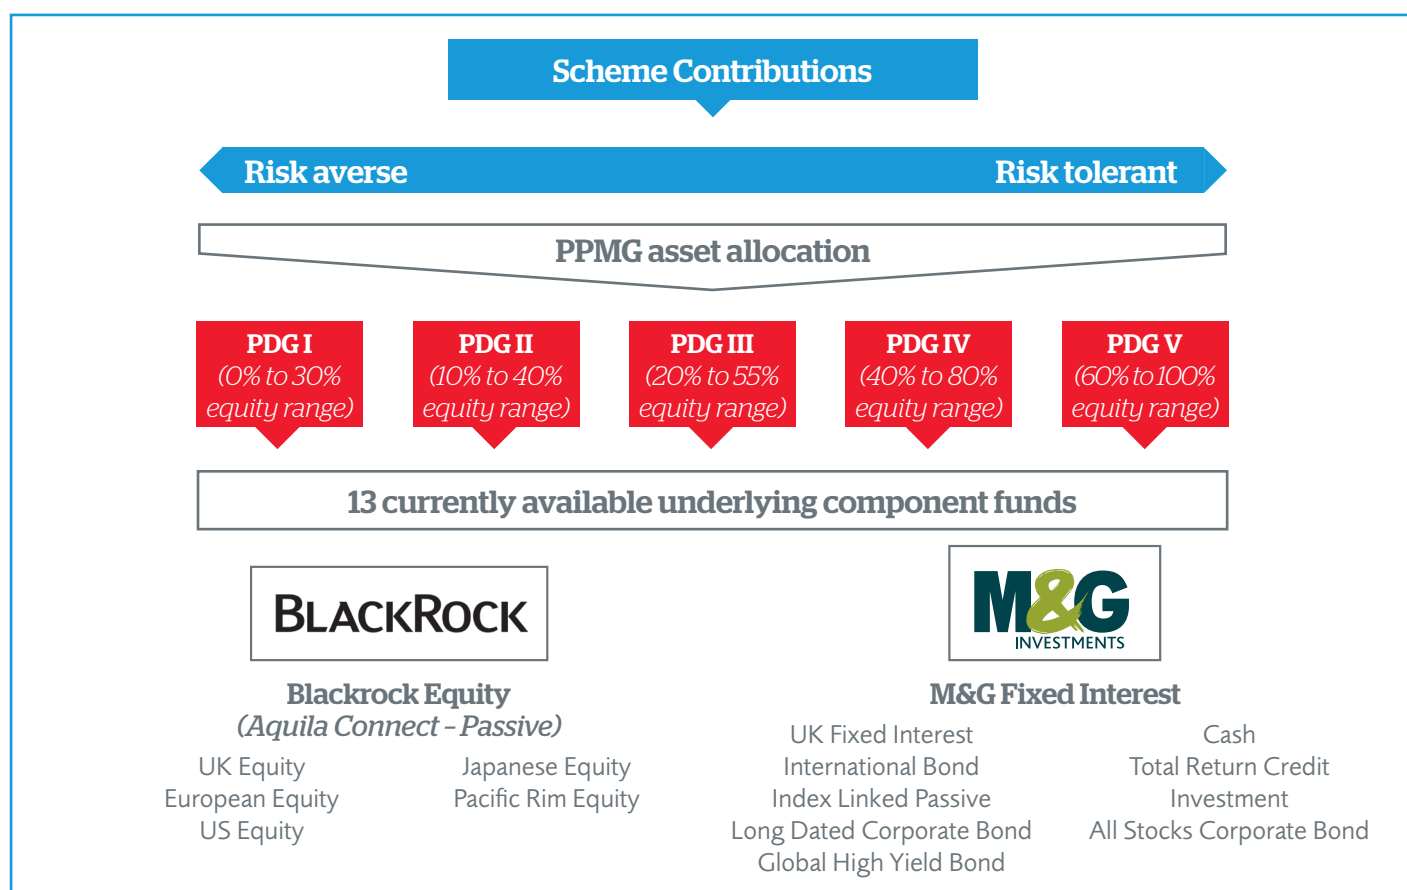 Scheme Contributions
Risk averse
Risk tolerant
PPMG asset allocation
PDG I
(0% to 30%
equity range)
PDG II
(10% to 40%
equity range)
PDG III
(20% to 55%
equity range)
PDG IV
(40% to 80%
equity range)
PDG V
(60% to 100%
equity range)
13 currently available underlying component funds
BLACKROCK
Blackrock Equity
(Aquila Connect – Passive)
UK Equity
European Equity
US Equity
Japanese Equity
Pacific Rim Equity
M&G
INVESTMENTS
M&G Fixed Interest
UK Fixed Interest
International Bond
Index Linked Passive
Long Dated Corporate Bond
Global High Yield Bond
Cash
Total Return Credit
Investment
All Stocks Corporate Bond